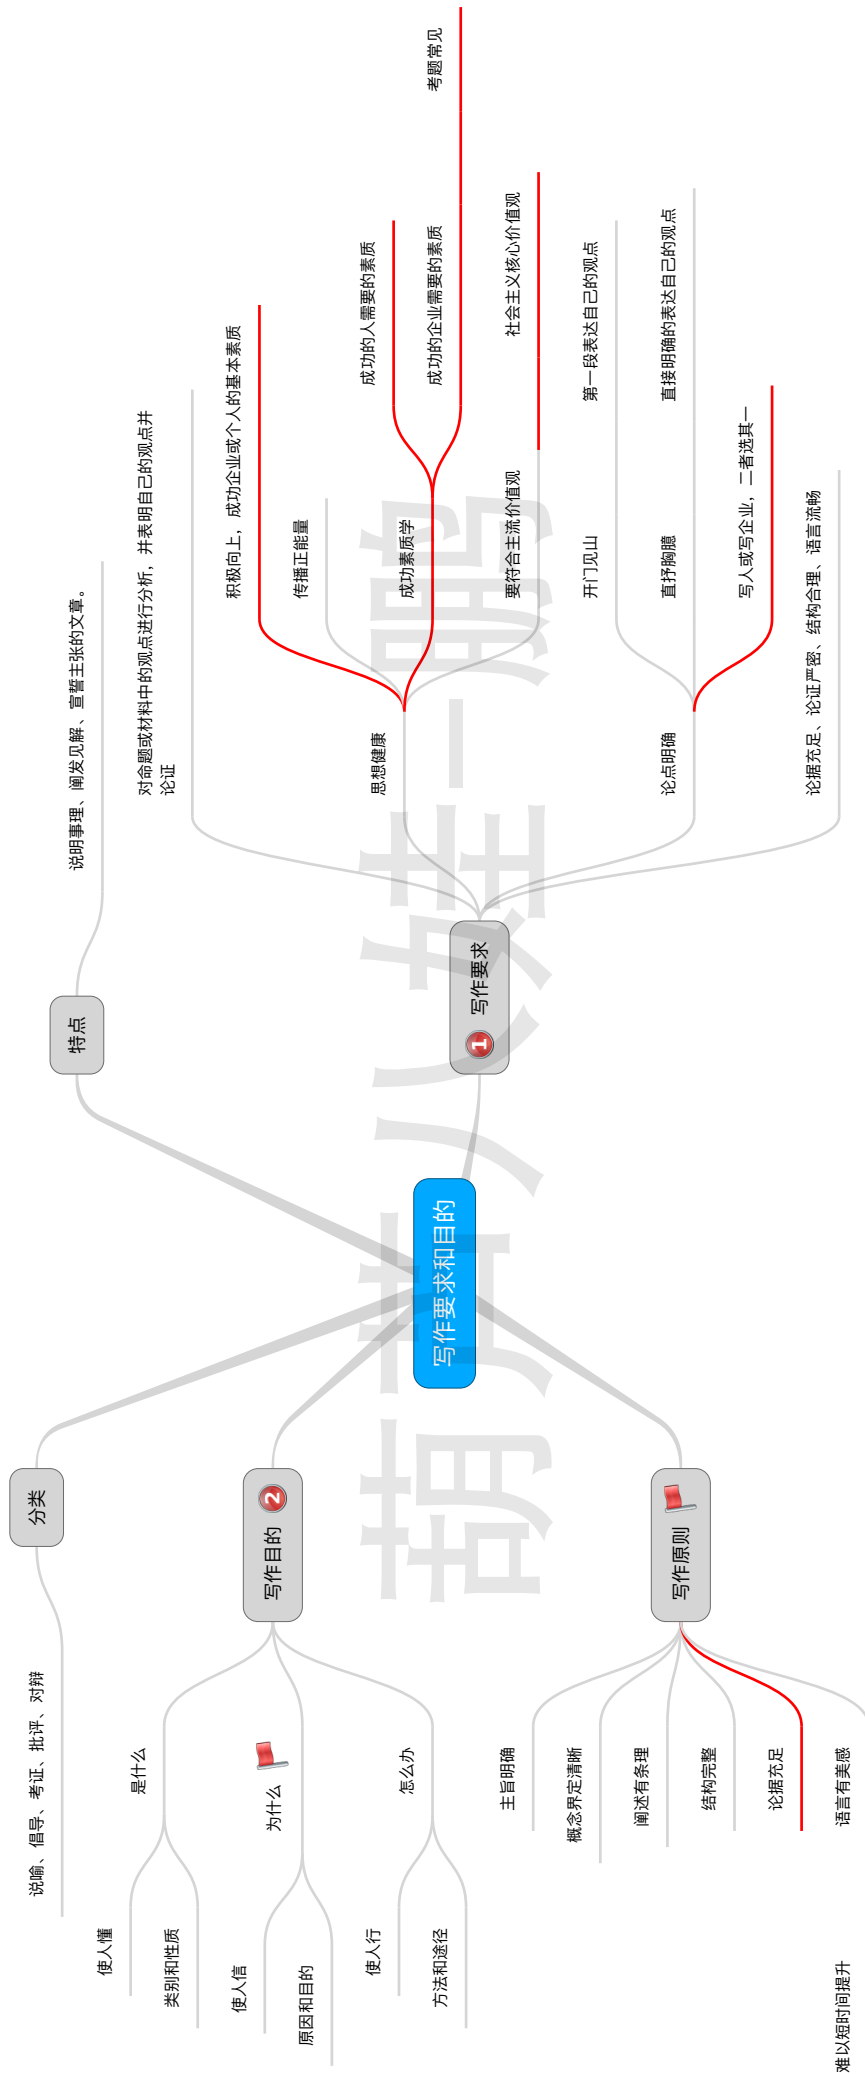 写作要求和目的
特点
说明事理、阐发见解、宣誓主张的文章。
1 写作要求
对命题或材料中的观点进行分析，并表明自己的观点并
论证
思想健康
积极向上，成功企业或个人的基本素质
传播正能量
成功素质学
成功的人需要的素质
成功的企业需要的素质
考题常见
要符合主流价值观
社会主义核心价值观
论点明确
开门见山
第一段表达自己的观点
直抒胸臆
直接明确的表达自己的观点
写人或写企业，二者选其一
论据充足、论证严密、结构合理、语言流畅
分类
说喻、倡导、考证、批评、对辩
写作目的 2
是什么
使人懂
类别和性质
为什么
使人信
原因和目的
怎么办
使人行
方法和途径
写作原则
主旨明确
概念界定清晰
阐述有条理
结构完整
论据充足
语言有美感
难以短时间提升
葫芦八娃—鹏